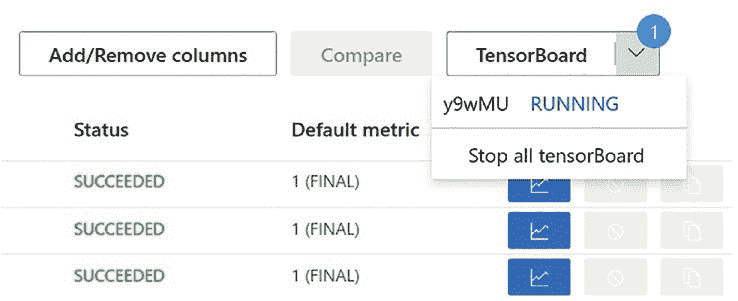 1
Add/Remove columns Compare TensorBoard
y9wMU RUNNING
Status Default metric
Stop all tensorBoard
SUCCEEDED 1 (FINAL)
SUCCEEDED 1 (FINAL)
SUCCEEDED 1 (FINAL)